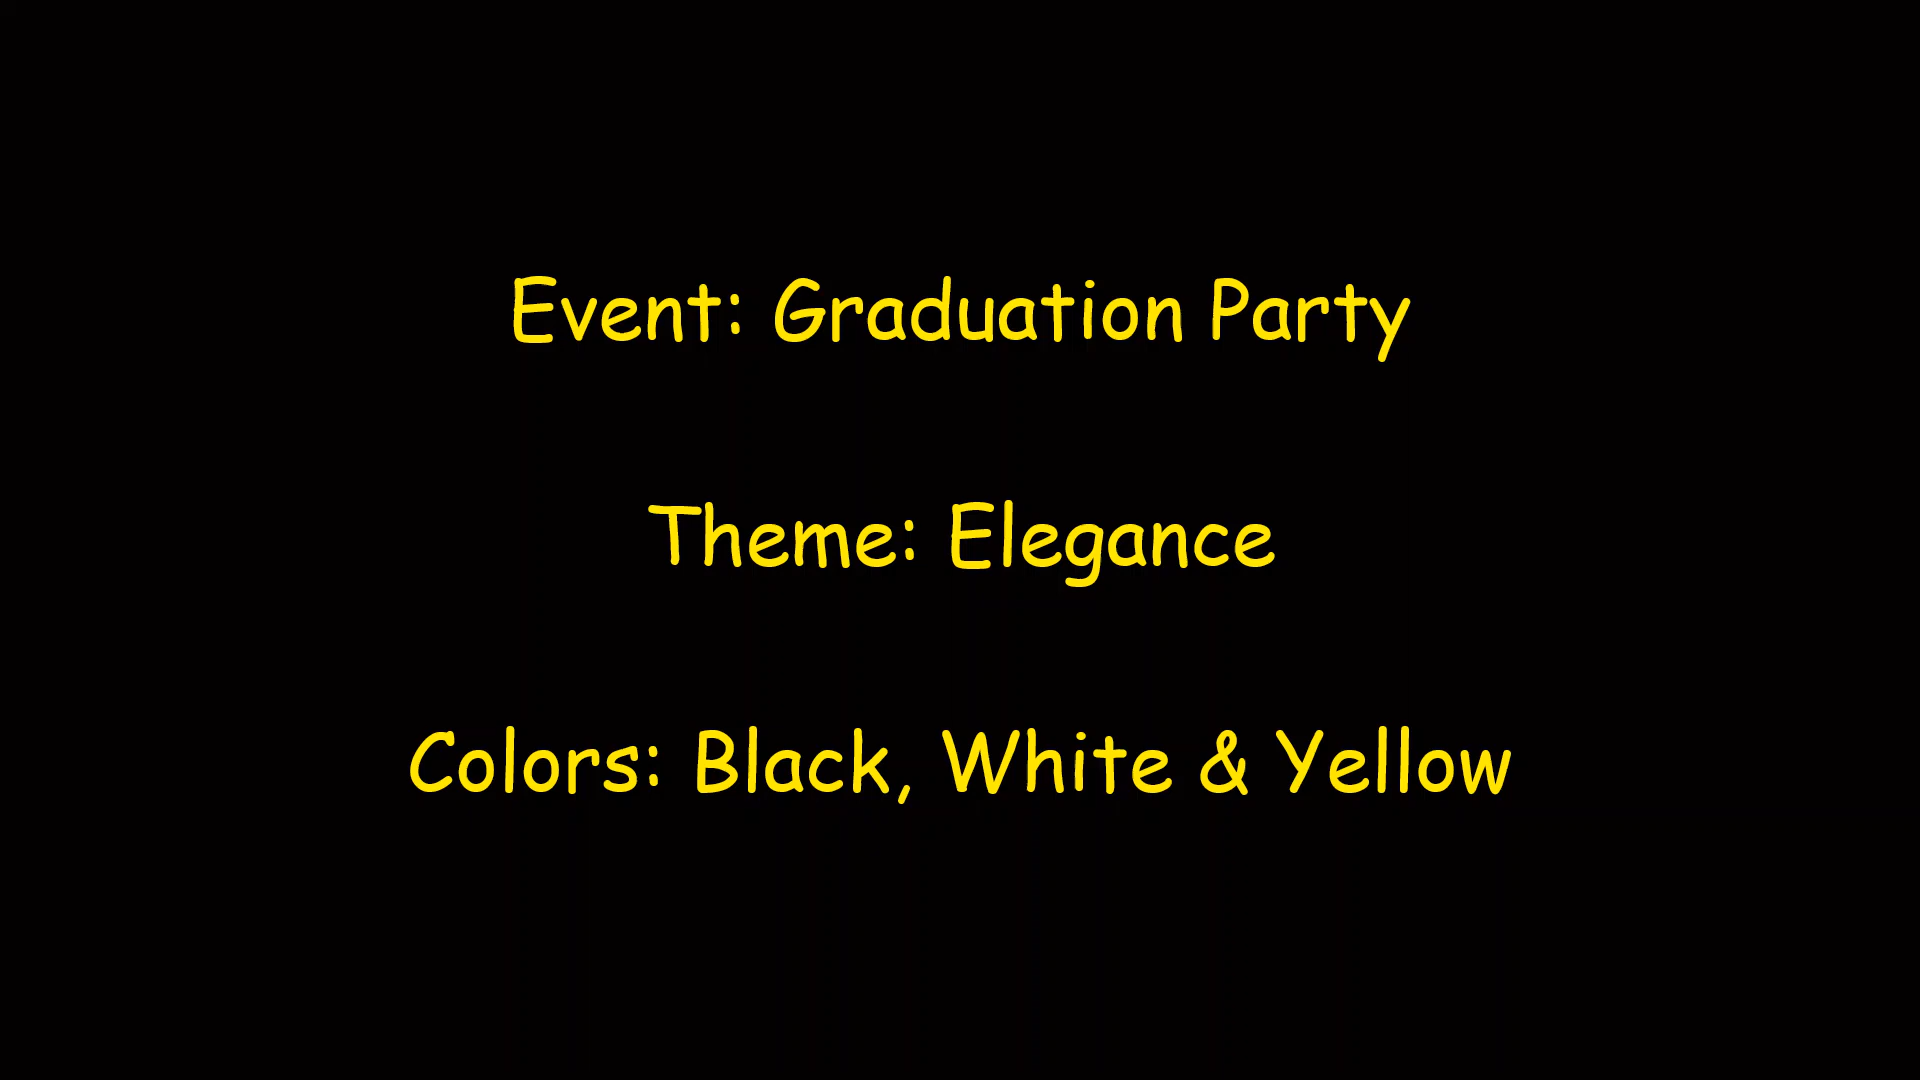 Event: Graduation Party
Theme: Elegance
Colors: Black, White & Yellow